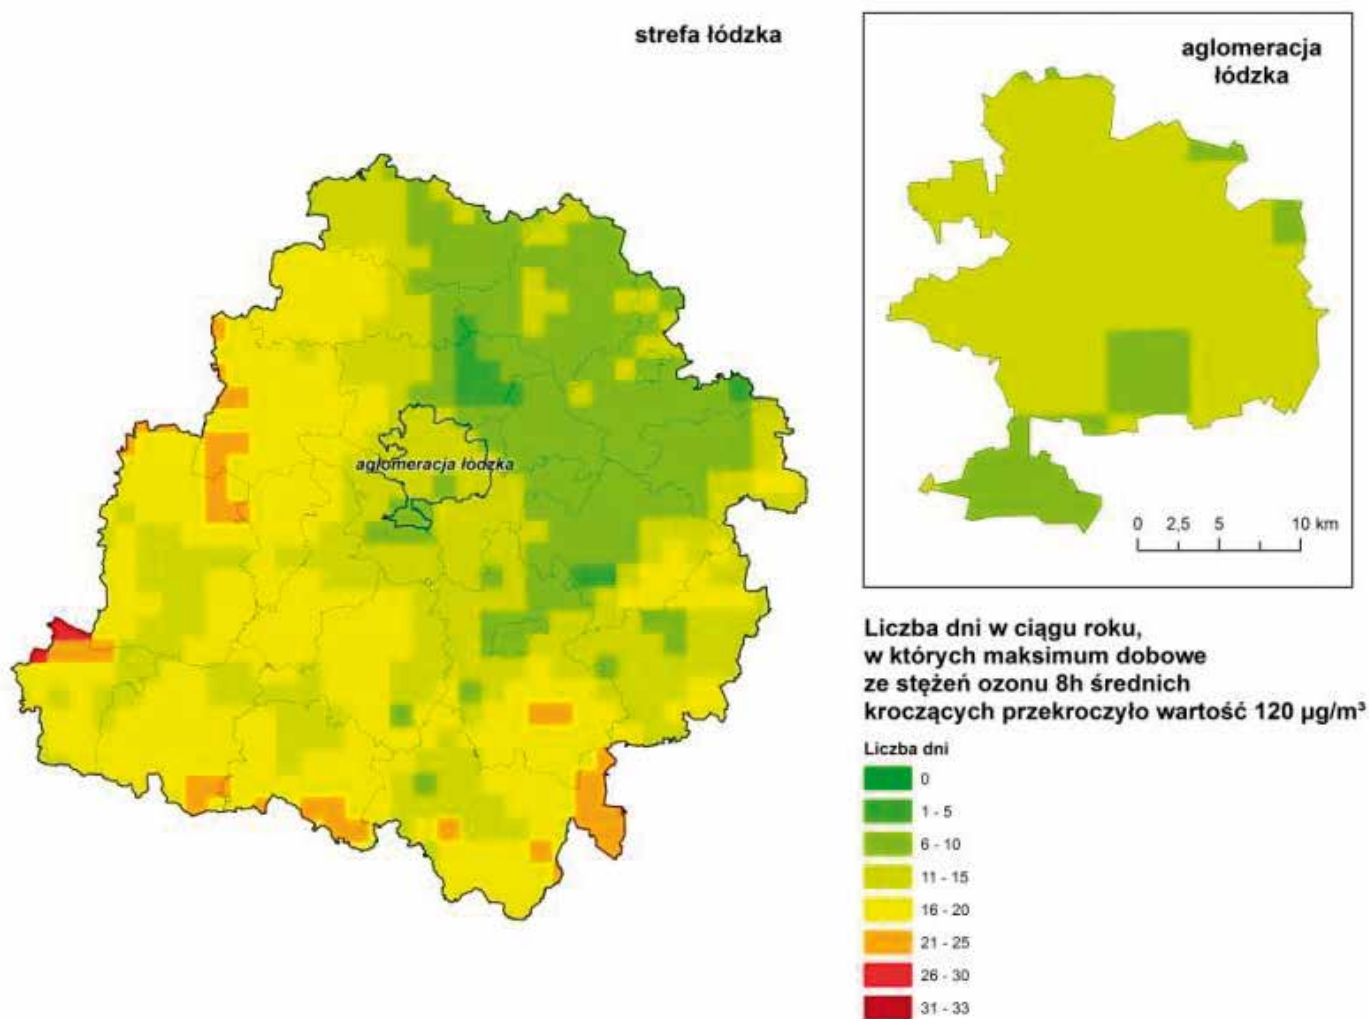 strefa łódzka
aglomeracja
łódzka
aglomeracja łódzka
0 2,5 5 10 km
Liczba dni w ciągu roku,
w których maksimum dobowe
ze stężeń ozonu 8h średnich
kroczących przekroczyło wartość 120 µg/m³
Liczba dni
0
1 - 5
6 - 10
11 - 15
16 - 20
21 - 25
26 - 30
31 - 33